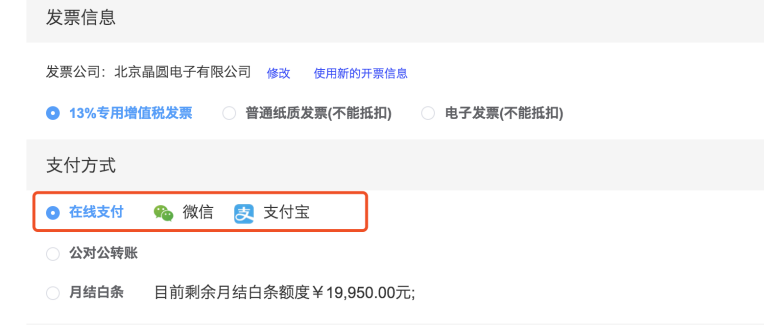 发票信息
发票公司：北京晶圆电子有限公司 修改 使用新的开票信息
13%专用增值税发票 普通纸质发票(不能抵扣) 电子发票(不能抵扣)
支付方式
在线支付 微信 支 支付宝
公对公转账
月结白条 目前剩余月结白条额度￥19,950.00元;